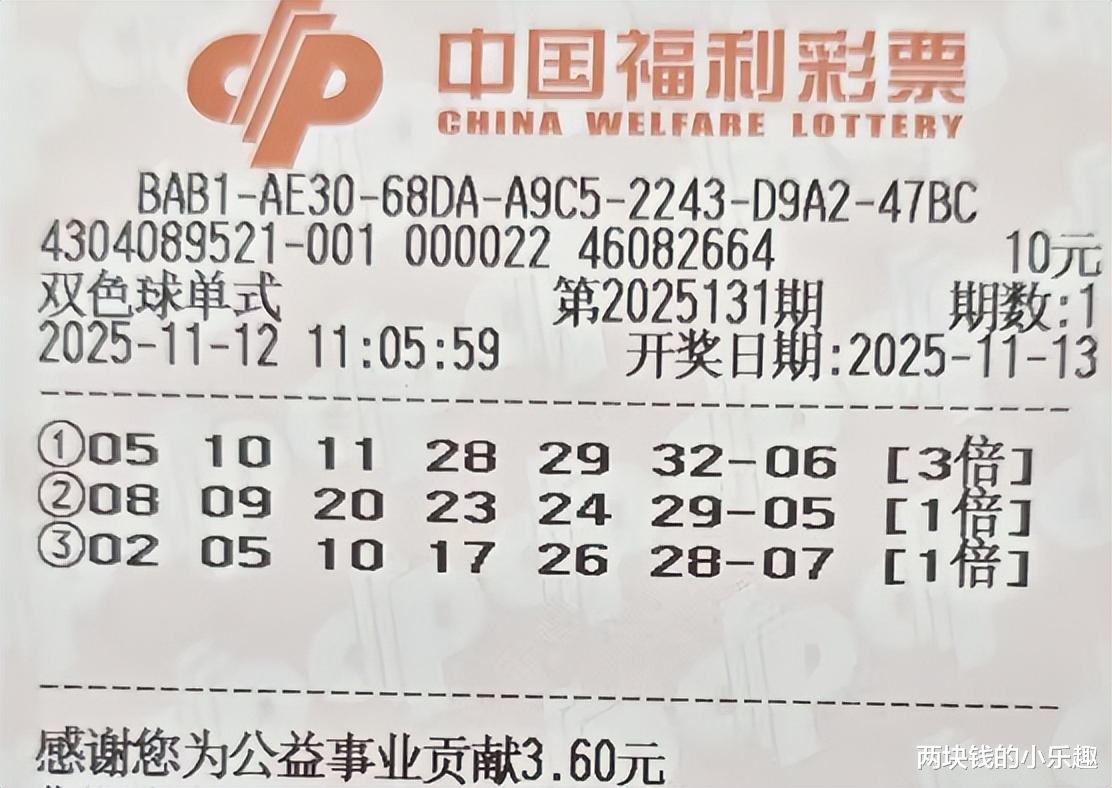 中国福利彩票
CHINA WELFARE LOTTERY
BAB1-AE30-68DA-A9C5-2243-D9A2-47BC
4304089521-001 000022 46082664 10元
双色球单式 第2025131期 期数:1
2025-11-12 11:05:59 开奖日期:2025-11-13
①05 10 11 28 29 32-06 [3倍]
②08 09 20 23 24 29-05 [1倍]
③02 05 10 17 26 28-07 [1倍]
感谢您为公益事业贡献3.60元
两块钱的小乐趣